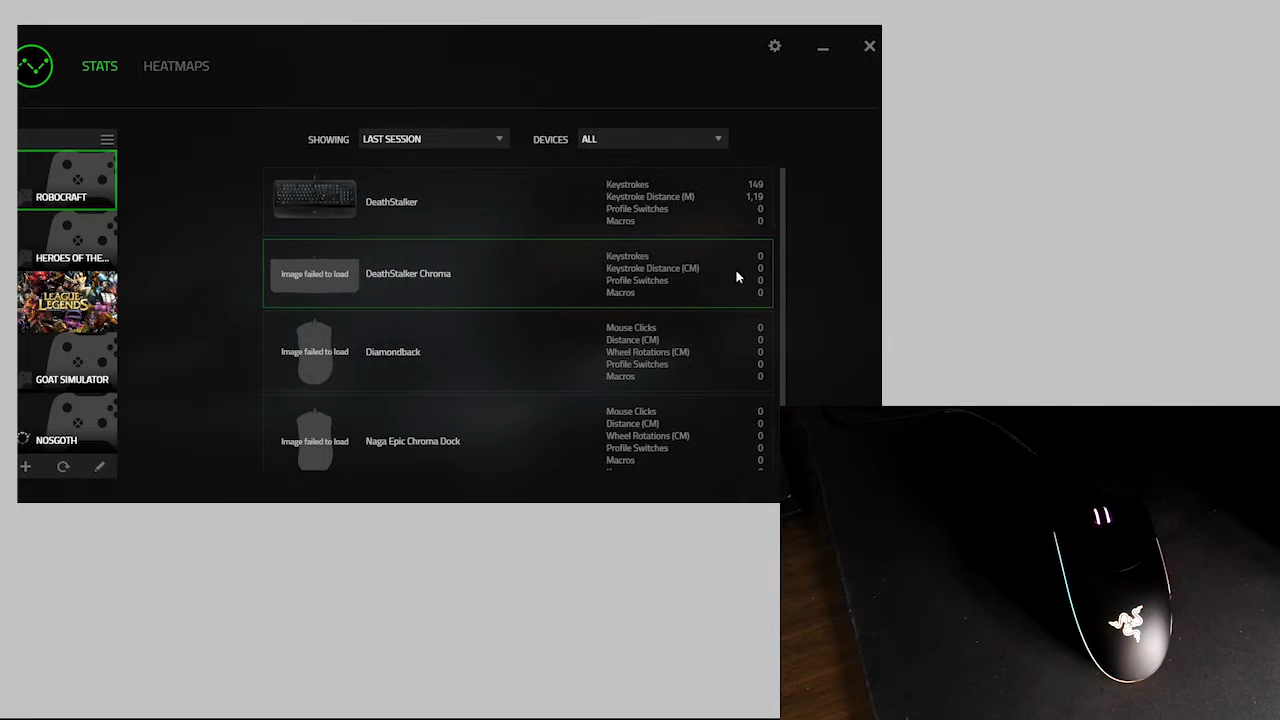 STATS HEATMAPS
SHOWING LAST SESSION DEVICES ALL
ROBOCRAFT
HEROES OF THE...
LEAGUE
LEGENDS
GOAT SIMULATOR
NOSGOTH
DeathStalker
Keystrokes 149
Keystroke Distance (M) 1,19
Profile Switches 0
Macros 0
Image failed to load
DeathStalker Chroma
Keystrokes 0
Keystroke Distance (CM) 0
Profile Switches 0
Macros 0
Image failed to load
Diamondback
Mouse Clicks 0
Distance (CM) 0
Wheel Rotations (CM) 0
Profile Switches 0
Macros 0
Image failed to load
Naga Epic Chroma Dock
Mouse Clicks 0
Distance (CM) 0
Wheel Rotations (CM) 0
Profile Switches 0
Macros 0